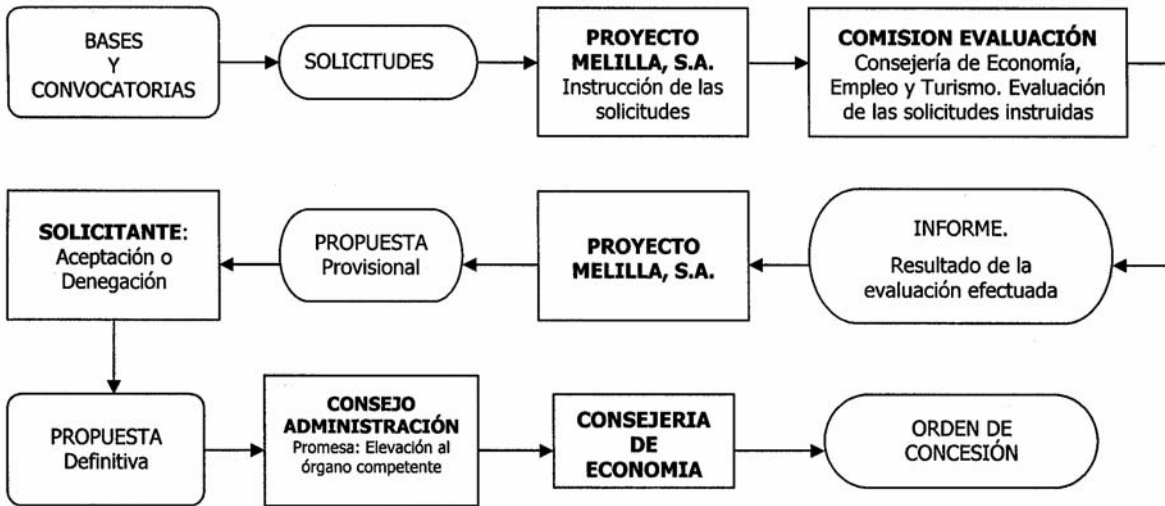 BASES
Y
CONVOCATORIAS
SOLICITUDES
PROYECTO
MELILLA, S.A.
Instrucción de las
solicitudes
COMISION EVALUACIÓN
Consejería de Economía,
Empleo y Turismo. Evaluación
de las solicitudes instruidas
SOLICITANTE:
Aceptación o
Denegación
PROPUESTA
Provisional
PROYECTO
MELILLA, S.A.
INFORME.
Resultado de la
evaluación efectuada
PROPUESTA
Definitiva
CONSEJO
ADMINISTRACIÓN
Promesa: Elevación al
órgano competente
CONSEJERIA
DE
ECONOMIA
ORDEN DE
CONCESIÓN